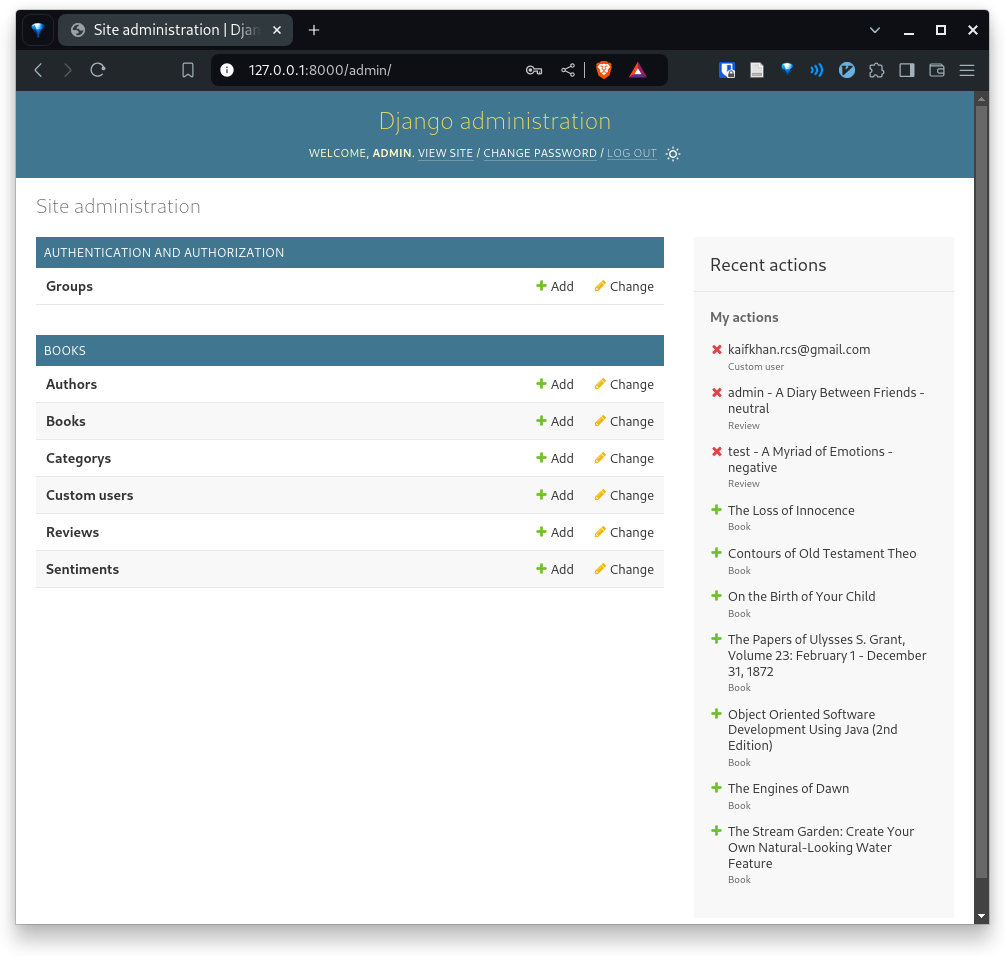 Site administration | Djan
127.0.0.1:8000/admin/
Django administration
WELCOME, ADMIN. VIEW SITE / CHANGE PASSWORD / LOG OUT
Site administration
AUTHENTICATION AND AUTHORIZATION
Groups Add Change
BOOKS
Authors Add Change
Books Add Change
Categorys Add Change
Custom users Add Change
Reviews Add Change
Sentiments Add Change
Recent actions
My actions
kaifkhan.rcs@gmail.com
Custom user
admin - A Diary Between Friends -
neutral
Review
test - A Myriad of Emotions -
negative
Review
The Loss of Innocence
Book
Contours of Old Testament Theo
Book
On the Birth of Your Child
Book
The Papers of Ulysses S. Grant,
Volume 23: February 1 - December
31, 1872
Book
Object Oriented Software
Development Using Java (2nd
Edition)
Book
The Engines of Dawn
Book
The Stream Garden: Create Your
Own Natural-Looking Water
Feature
Book